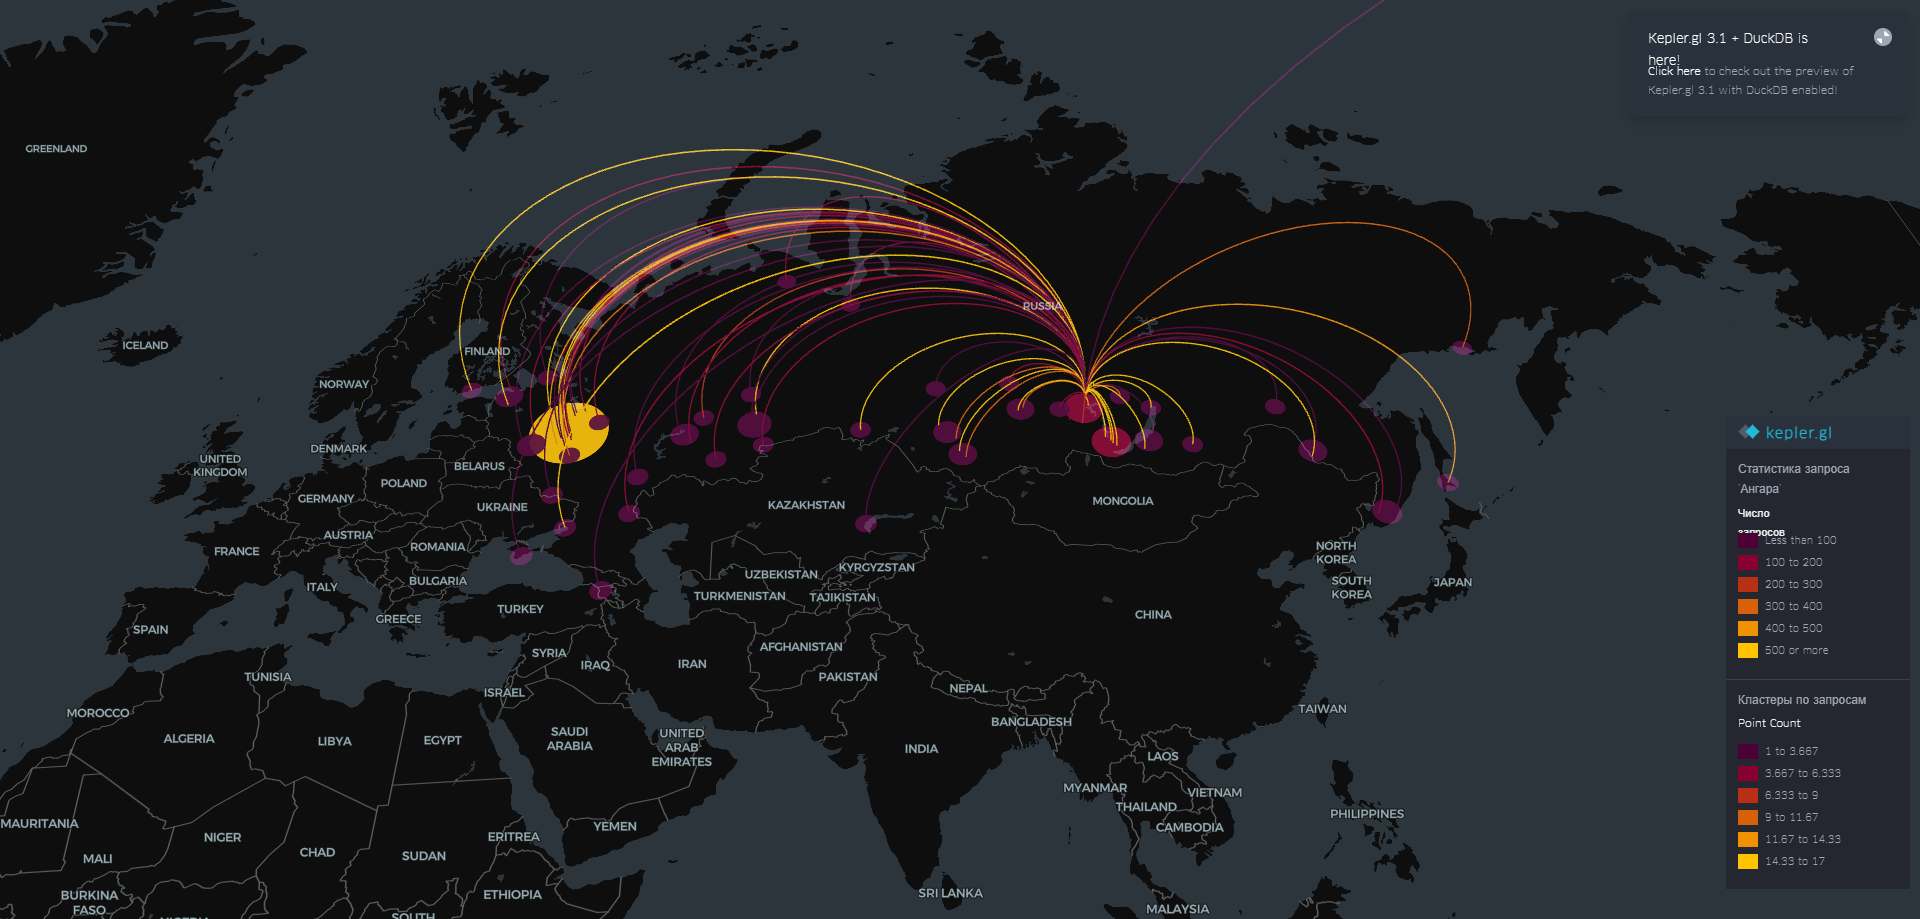 Kepler.gl 3.1 + DuckDB is
here!
Click here to check out the preview of
Kepler.gl 3.1 with DuckDB enabled!
GREENLAND
RUSSIA
ICELAND
FINLAND
NORWAY
DENMARK
UNITED
KINGDOM
BELARUS
POLAND
GERMANY
UKRAINE
KAZAKHSTAN
MONGOLIA
AUSTRIA
FRANCE
ROMANIA
NORTH
KOREA
UZBEKISTAN
KYRGYZSTAN
ITALY
BULGARIA
SOUTH
KOREA
JAPAN
TURKMENISTAN
TAJIKISTAN
GREECE
TURKEY
CHINA
SPAIN
AFGHANISTAN
SYRIA
IRAQ
IRAN
TUNISIA
PAKISTAN
ISRAEL
NEPAL
MOROCCO
TAIWAN
BANGLADESH
ALGERIA
LIBYA
EGYPT
SAUDI
ARABIA
UNITED
ARAB
EMIRATES
INDIA
LAOS
MYANMAR
VIETNAM
THAILAND
PHILIPPINES
MAURITANIA
NIGER
YEMEN
CAMBODIA
ERITREA
MALI
CHAD
SUDAN
BURKINA
FASO
ETHIOPIA
SRI LANKA
MALAYSIA
NIGERIA
SOUTH
kepler.gl
Статистика запроса
`Ангара`
Число
запросов
Less than 100
100 to 200
200 to 300
300 to 400
400 to 500
500 or more
Кластеры по запросам
Point Count
1 to 3.667
3.667 to 6.333
6.333 to 9
9 to 11.67
11.67 to 14.33
14.33 to 17